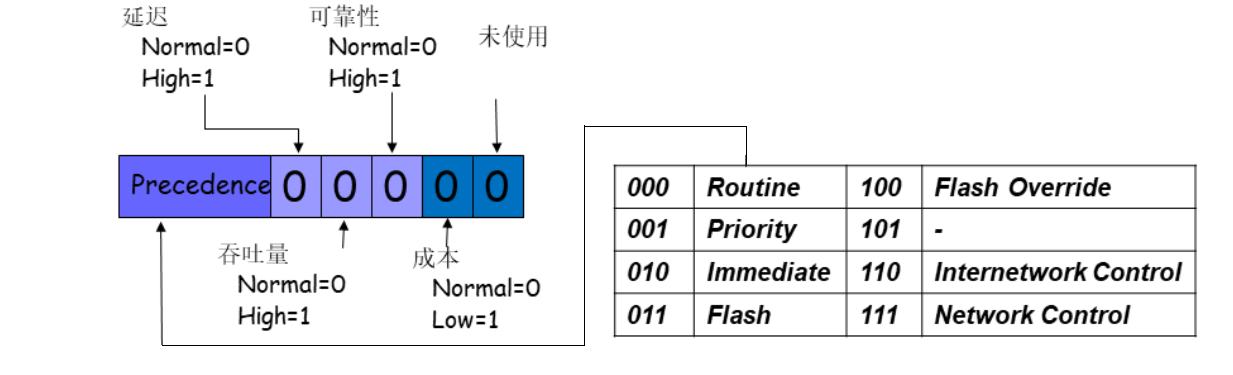 延迟
Normal=0
High=1
可靠性
Normal=0
High=1
未使用
Precedence 0 0 0 0 0
吞吐量
Normal=0
High=1
成本
Normal=0
Low=1
000 Routine 100 Flash Override
001 Priority 101 -
010 Immediate 110 Internetwork Control
011 Flash 111 Network Control